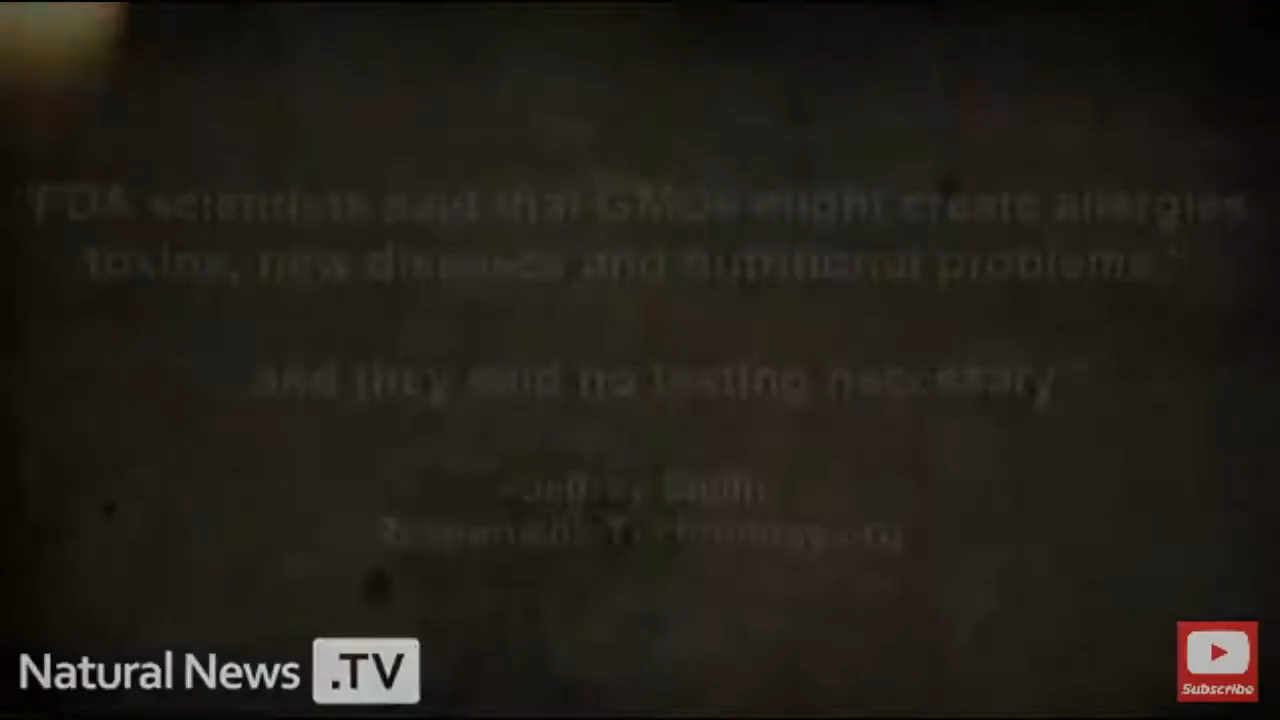 "FDA scientists said that GMOs might create allergies
toxins, new diseases and nutritional problems."
and they said no testing necessary
Natural News .TV
Subscribe